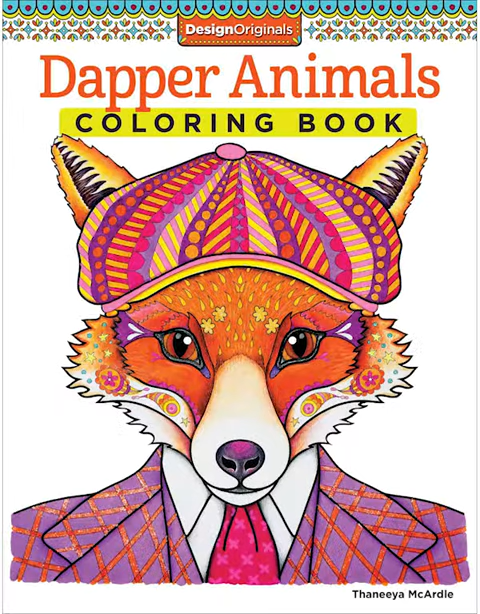 DesignOriginals
Dapper Animals
COLORING BOOK
Thaneeya McArdle